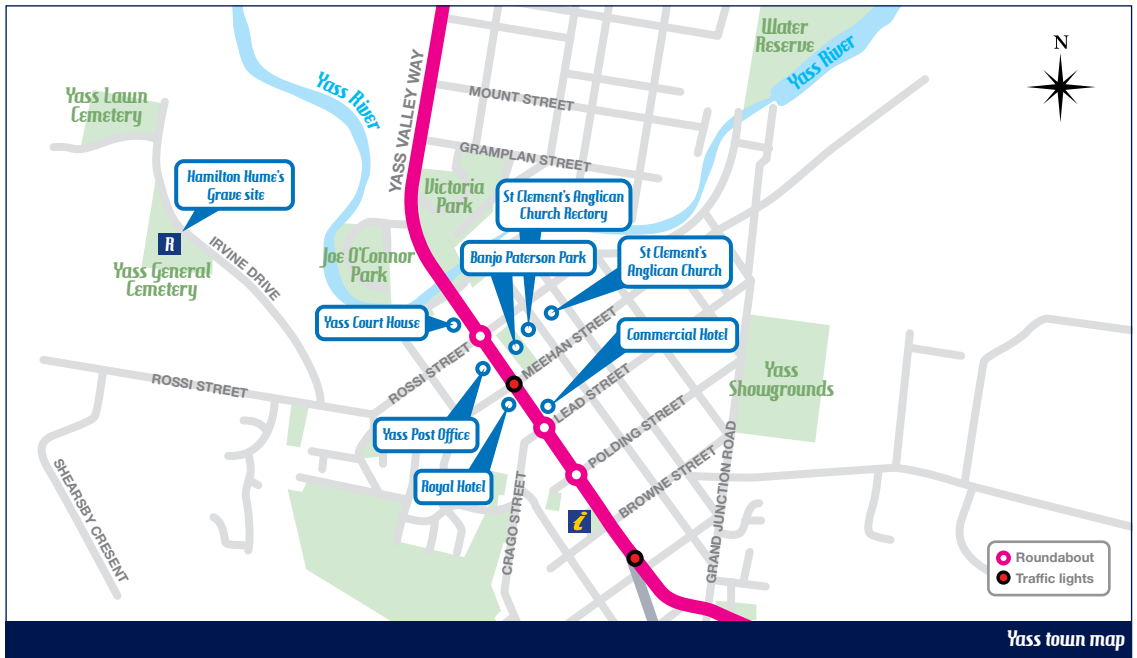 Water
Reserve
Yass River
N
YASS VALLEY WAY
MOUNT STREET
Yass River
Yass Lawn
Cemetery
GRAMPLAN STREET
Hamilton Hume's
Grave site
Victoria
Park
St Clement's Anglican
Church Rectory
R
IRVINE DRIVE
Yass General
Cemetery
Joe O'Connor
Park
Banjo Paterson Park
St Clement's
Anglican Church
Yass Court House
MEEHAN STREET
Commercial Hotel
ROSSI STREET
ROSSI STREET
LEAD STREET
Yass
Showgrounds
Yass Post Office
POLDING STREET
Royal Hotel
BROWNE STREET
GRAND JUNCTION ROAD
SHEARSBY CRESENT
CRAGO STREET
i
Roundabout
Traffic lights
Yass town map